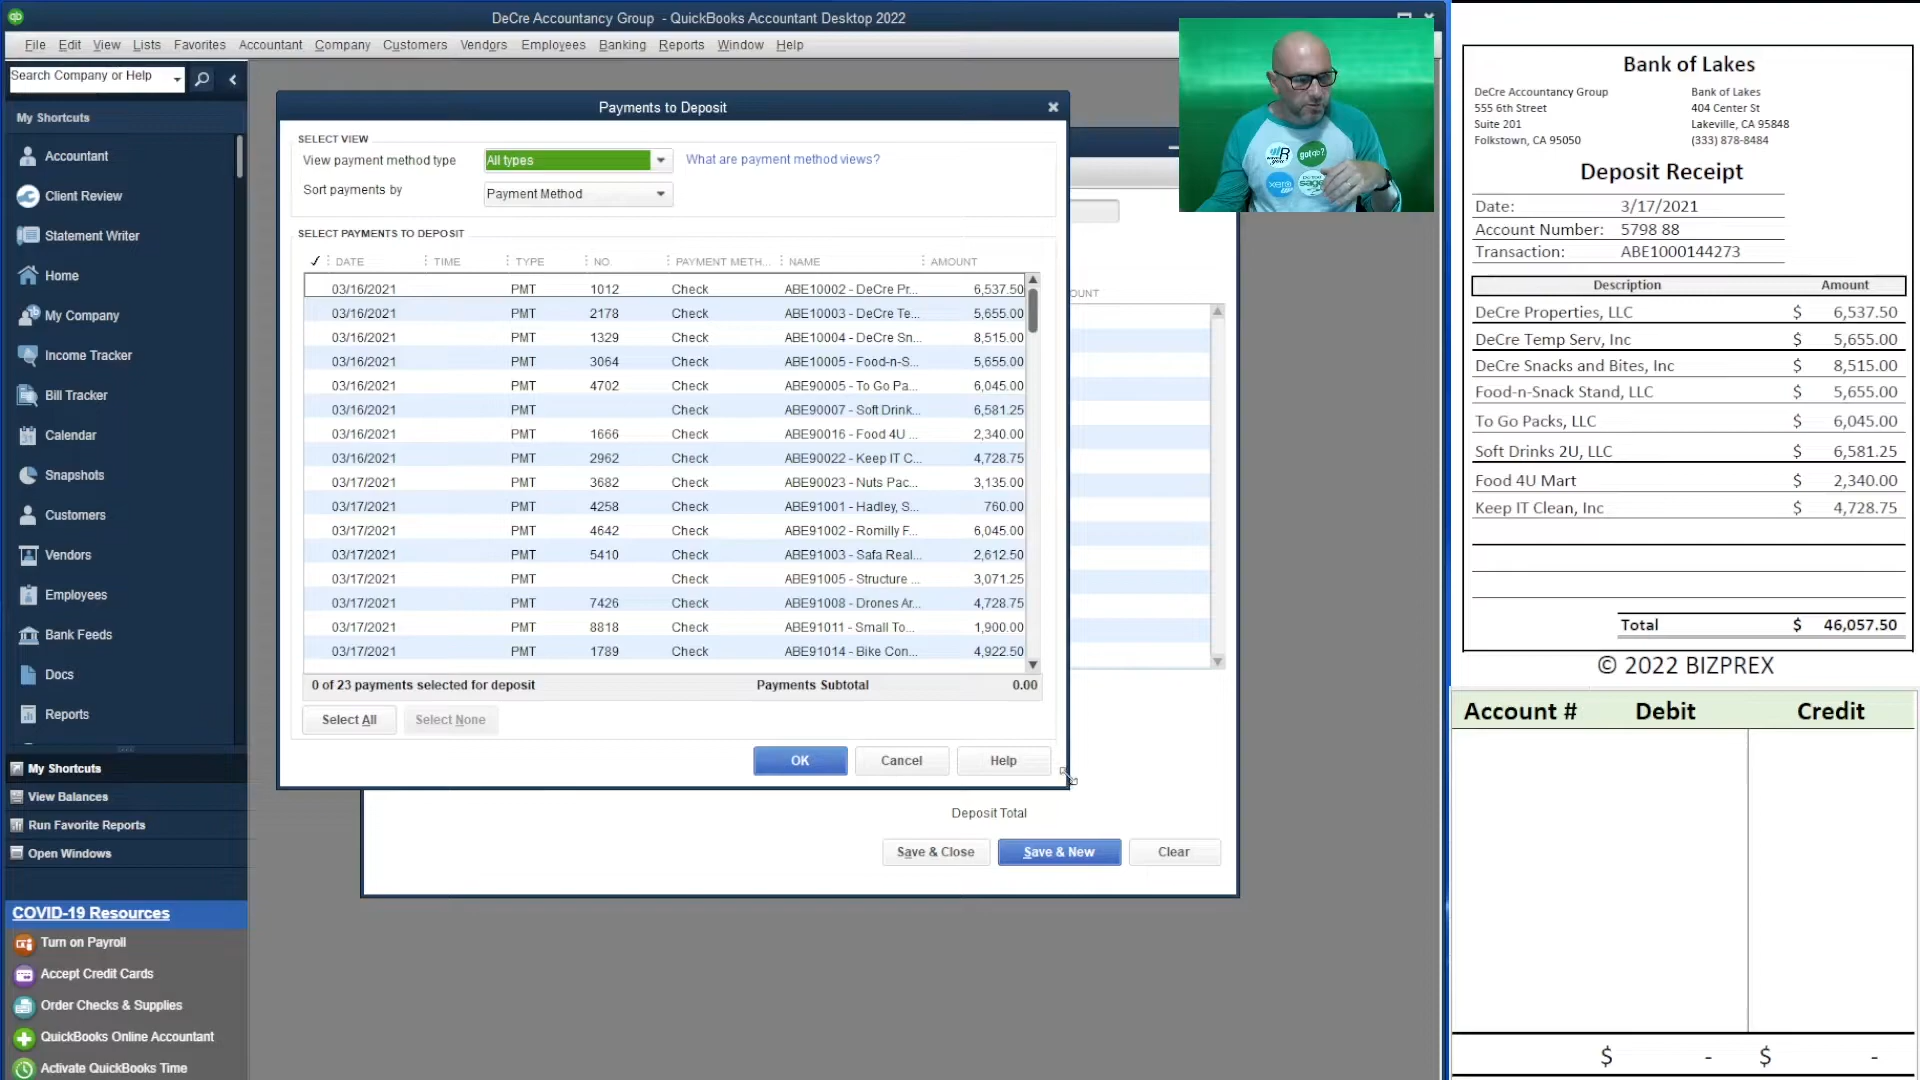 DeCre Accountancy Group - QuickBooks Accountant Desktop 2022
File Edit View Lists Favorites Accountant Company Customers Vendors Employees Banking Reports Window Help
Search Company or Help
My Shortcuts
Accountant
Client Review
Statement Writer
Home
My Company
Income Tracker
Bill Tracker
Calendar
Snapshots
Customers
Vendors
Employees
Bank Feeds
Docs
Reports
My Shortcuts
View Balances
Run Favorite Reports
Open Windows
COVID-19 Resources
Turn on Payroll
Accept Credit Cards
Order Checks & Supplies
QuickBooks Online Accountant
Activate QuickBooks Time
Payments to Deposit
SELECT VIEW
View payment method type All types What are payment method views?
Sort payments by Payment Method
SELECT PAYMENTS TO DEPOSIT
✓ DATE TIME TYPE NO. PAYMENT METH... NAME AMOUNT
03/16/2021 PMT 1012 Check ABE10002 - DeCre Pr... 6,537.50
03/16/2021 PMT 2178 Check ABE10003 - DeCre Te... 5,655.00
03/16/2021 PMT 1329 Check ABE10004 - DeCre Sn... 8,515.00
03/16/2021 PMT 3064 Check ABE10005 - Food-n-S... 5,655.00
03/16/2021 PMT 4702 Check ABE90005 - To Go Pa... 6,045.00
03/16/2021 PMT Check ABE90007 - Soft Drink... 6,581.25
03/16/2021 PMT 1666 Check ABE90016 - Food 4U ... 2,340.00
03/16/2021 PMT 2962 Check ABE90022 - Keep IT C... 4,728.75
03/17/2021 PMT 3682 Check ABE90023 - Nuts Pac... 3,135.00
03/17/2021 PMT 4258 Check ABE91001 - Hadley, S... 760.00
03/17/2021 PMT 4642 Check ABE91002 - Romilly F... 6,045.00
03/17/2021 PMT 5410 Check ABE91003 - Safa Real... 2,612.50
03/17/2021 PMT Check ABE91005 - Structure ... 3,071.25
03/17/2021 PMT 7426 Check ABE91008 - Drones Ar... 4,728.75
03/17/2021 PMT 8818 Check ABE91011 - Small To... 1,900.00
03/17/2021 PMT 1789 Check ABE91014 - Bike Con... 4,922.50
0 of 23 payments selected for deposit Payments Subtotal 0.00
Select All Select None
OK Cancel Help
OUNT
Deposit Total
Save & Close Save & New Clear
got qb?
xero
sage
Bank of Lakes
DeCre Accountancy Group Bank of Lakes
555 6th Street 404 Center St
Suite 201 Lakeville, CA 95848
Folkstown, CA 95050 (333) 878-8484
Deposit Receipt
Date: 3/17/2021
Account Number: 5798 88
Transaction: ABE1000144273
Description Amount
DeCre Properties, LLC $ 6,537.50
DeCre Temp Serv, Inc $ 5,655.00
DeCre Snacks and Bites, Inc $ 8,515.00
Food-n-Snack Stand, LLC $ 5,655.00
To Go Packs, LLC $ 6,045.00
Soft Drinks 2U, LLC $ 6,581.25
Food 4U Mart $ 2,340.00
Keep IT Clean, Inc $ 4,728.75
Total $ 46,057.50
© 2022 BIZPREX
Account # Debit Credit
$ - $ -